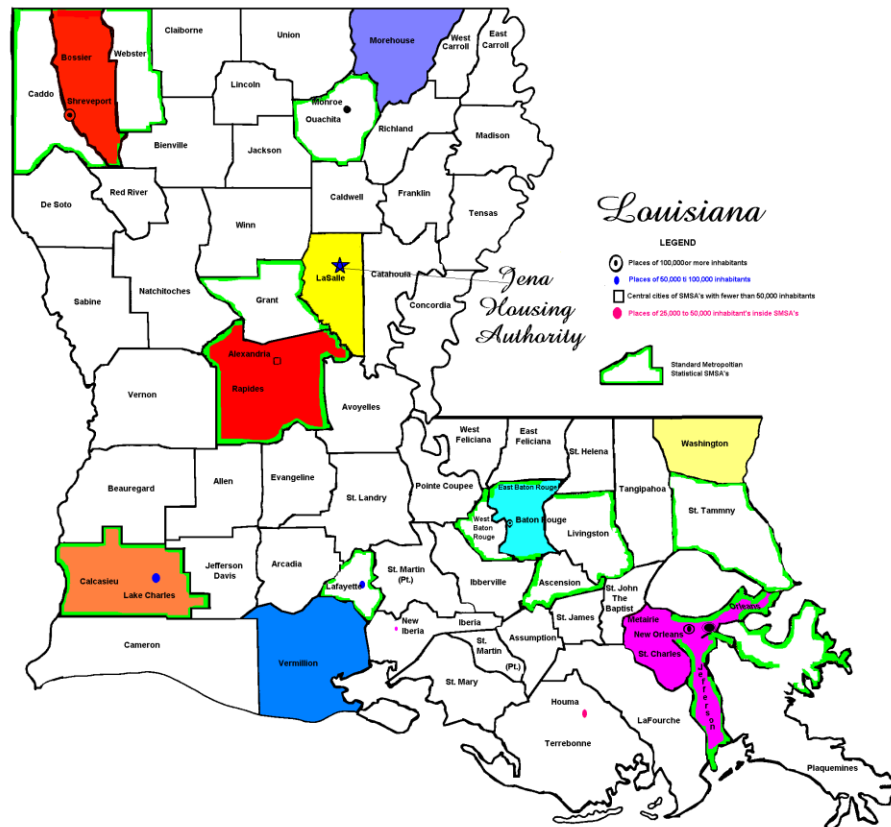 Claiborne
Union
Morehouse
West
Carroll
East
Carroll
Bossier
Webster
Caddo
Shreveport
Lincoln
Monroe
Ouachita
Richland
Madison
Bienville
Jackson
De Soto
Red River
Caldwell
Franklin
Tensas
Winn
LaSalle
Catahoula
Sabine
Natchitoches
Grant
Concordia
Jena
Housing
Authority
Louisiana
LEGEND
Places of 100,000or more inhabitants
Places of 50,000 ti 100,000 inhabitants
Central cities of SMSA's with fewer than 50,000 inhabitants
Places of 25,000 to 50,000 inhabitant's inside SMSA's
Standard Metropoltian
Statistical SMSA's
Alexandria
Rapides
Vernon
Avoyelles
West
Feliciana
East
Feliciana
St. Helena
Washington
Beauregard
Allen
Evangeline
St. Landry
Pointe Coupee
East Baton Rouge
Tangipahoa
St. Tammny
West
Baton
Rouge
Baton Rouge
Livingston
Calcasieu
Lake Charles
Jefferson
Davis
Arcadia
Lafayette
St. Martin
(Pt.)
Ibberville
Ascension
St. John
The
Baptist
Orleans
Metairie
New Orleans
St. Charles
Jefferson
Cameron
Vermillion
New
Iberia
Iberia
St.
Martin
(Pt.)
Assumption
St. James
St. Mary
Houma
Terrebonne
LaFourche
Plaquemines